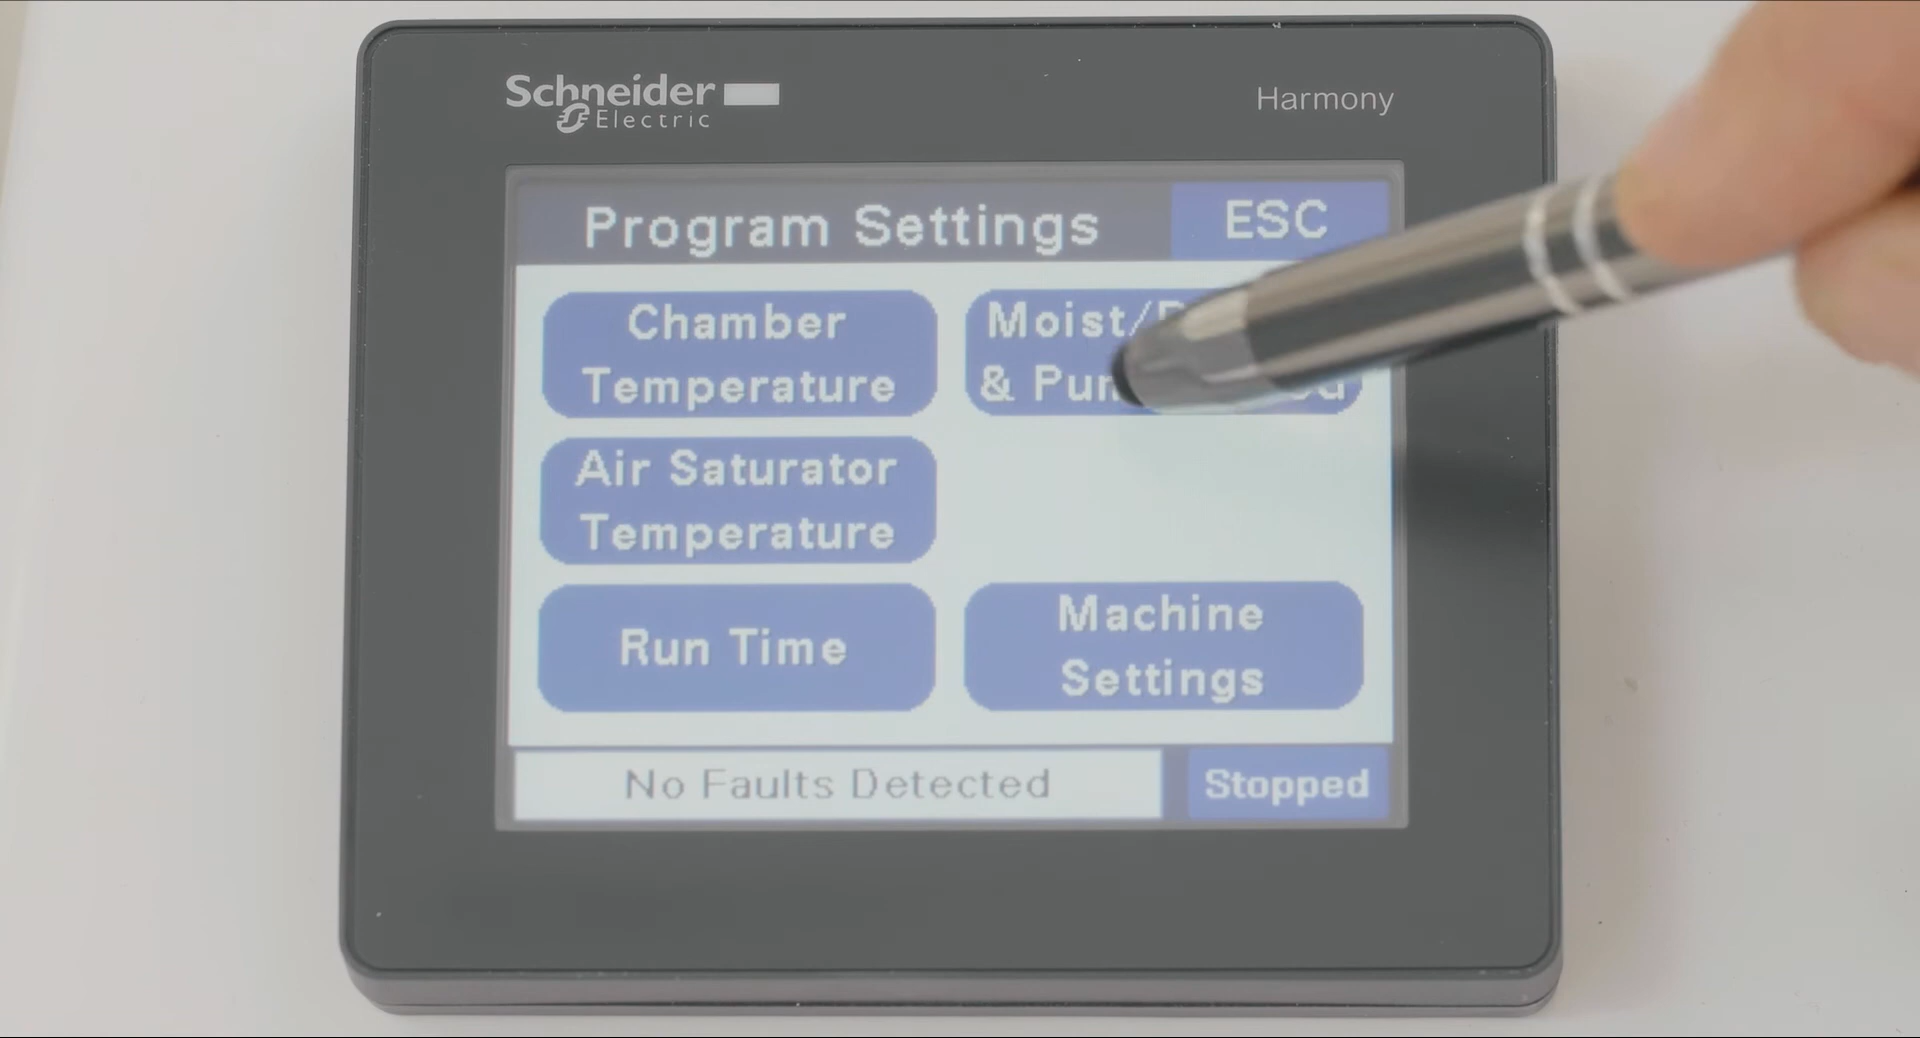 Schneider
Electric
Harmony
Program Settings
ESC
Chamber
Temperature
Moist/
&
Air Saturator
Temperature
Run Time
Machine
Settings
No Faults Detected
Stopped